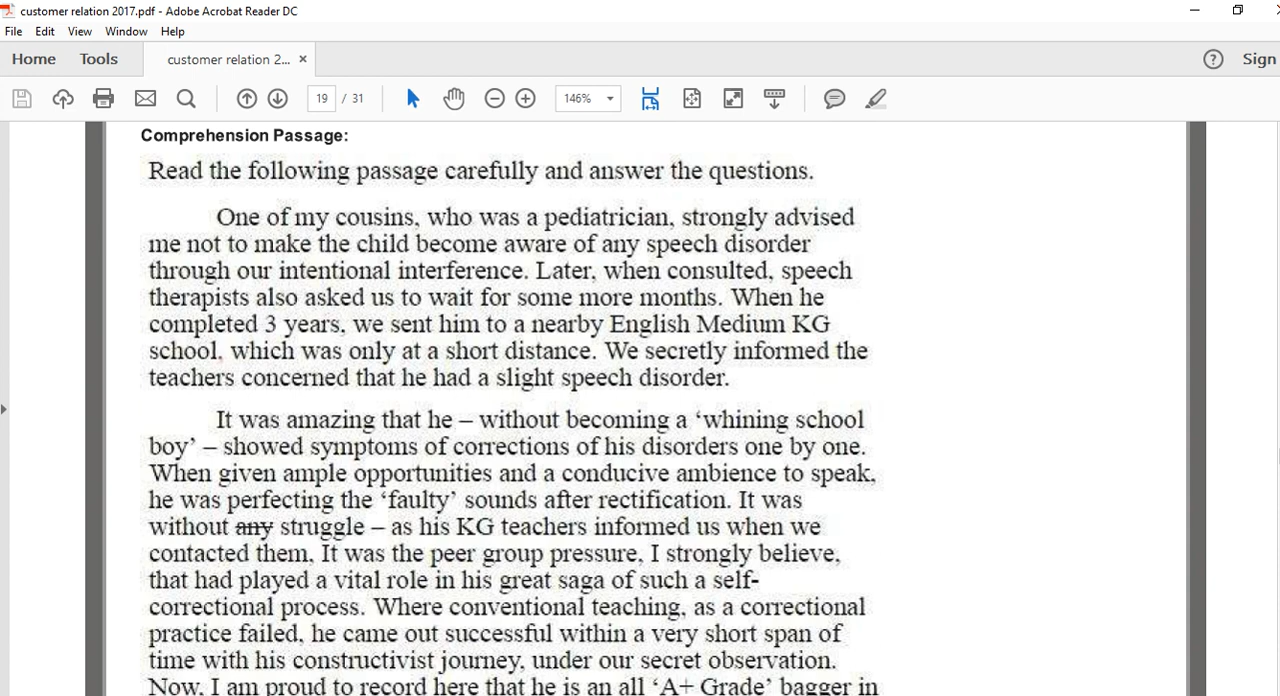 customer relation 2017.pdf - Adobe Acrobat Reader DC
File Edit View Window Help
Home Tools customer relation 2... × ? Sign
19 / 31 146%
Comprehension Passage:
Read the following passage carefully and answer the questions.
One of my cousins, who was a pediatrician, strongly advised
me not to make the child become aware of any speech disorder
through our intentional interference. Later, when consulted, speech
therapists also asked us to wait for some more months. When he
completed 3 years, we sent him to a nearby English Medium KG
school, which was only at a short distance. We secretly informed the
teachers concerned that he had a slight speech disorder.
It was amazing that he – without becoming a ‘whining school
boy’ – showed symptoms of corrections of his disorders one by one.
When given ample opportunities and a conducive ambience to speak,
he was perfecting the ‘faulty’ sounds after rectification. It was
without any struggle – as his KG teachers informed us when we
contacted them, It was the peer group pressure, I strongly believe,
that had played a vital role in his great saga of such a self-
correctional process. Where conventional teaching, as a correctional
practice failed, he came out successful within a very short span of
time with his constructivist journey, under our secret observation.
Now, I am proud to record here that he is an all ‘A+ Grade’ bagger in